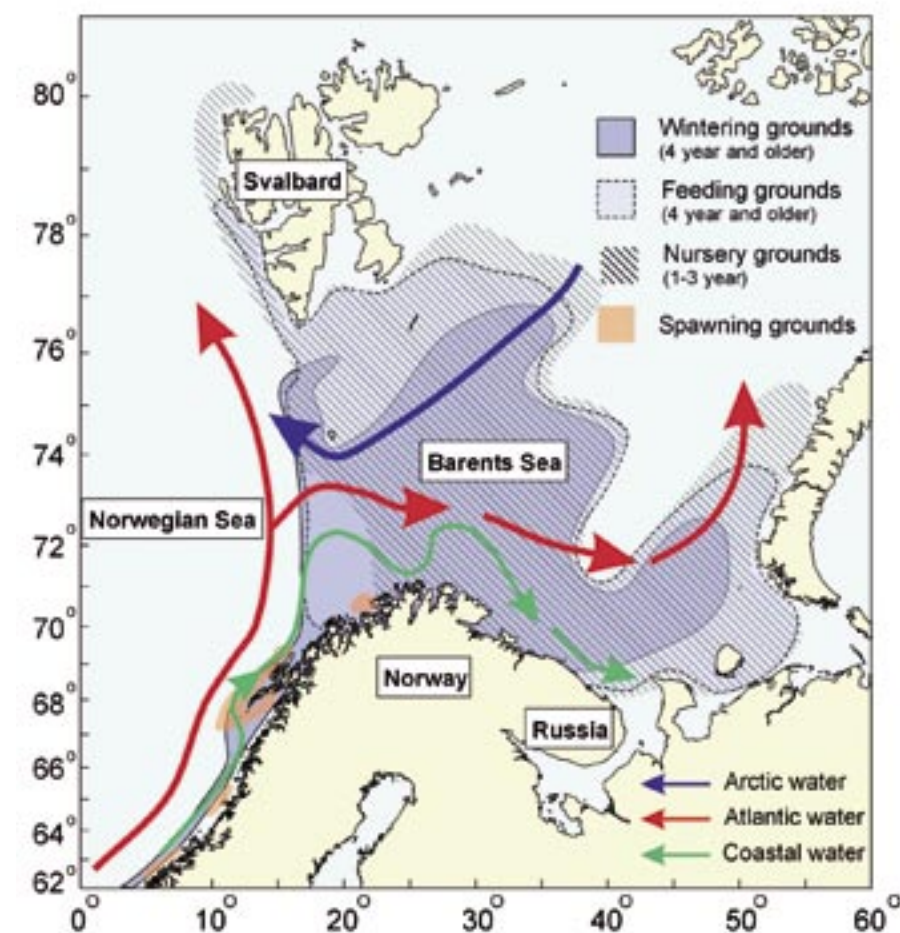 80°
78°
76°
74°
72°
70°
68°
66°
64°
62°
0°
10°
20°
30°
40°
50°
60°
Svalbard
Wintering grounds
(4 year and older)
Feeding grounds
(4 year and older)
Nursery grounds
(1-3 year)
Spawning grounds
Barents Sea
Norwegian Sea
Norway
Russia
Arctic water
Atlantic water
Coastal water